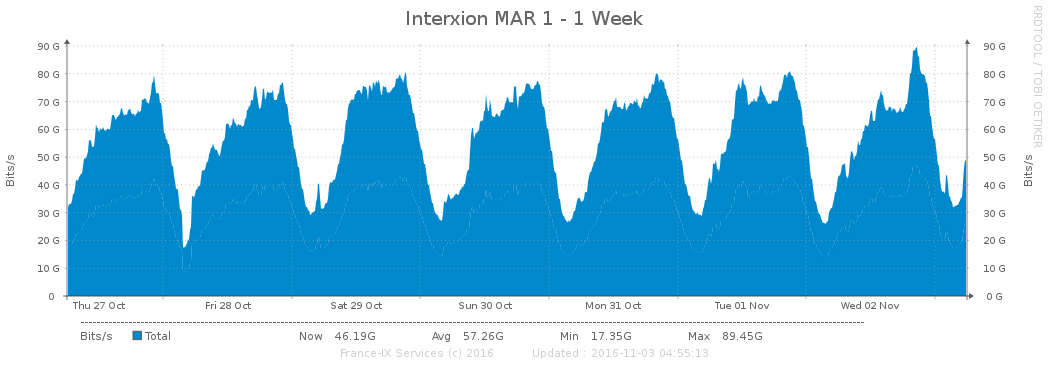 Interxion MAR 1 - 1 Week
RRDTOOL / TOBI OETIKER
Bits/s
90 G 90 G
80 G 80 G
70 G 70 G
60 G 60 G
50 G 50 G
40 G 40 G
30 G 30 G
20 G 20 G
10 G 10 G
0 0 G
Bits/s
Thu 27 Oct Fri 28 Oct Sat 29 Oct Sun 30 Oct Mon 31 Oct Tue 01 Nov Wed 02 Nov
Bits/s Total Now 46.19G Avg 57.26G Min 17.35G Max 89.45G
France-IX Services (c) 2016 Updated : 2016-11-03 04:55:13